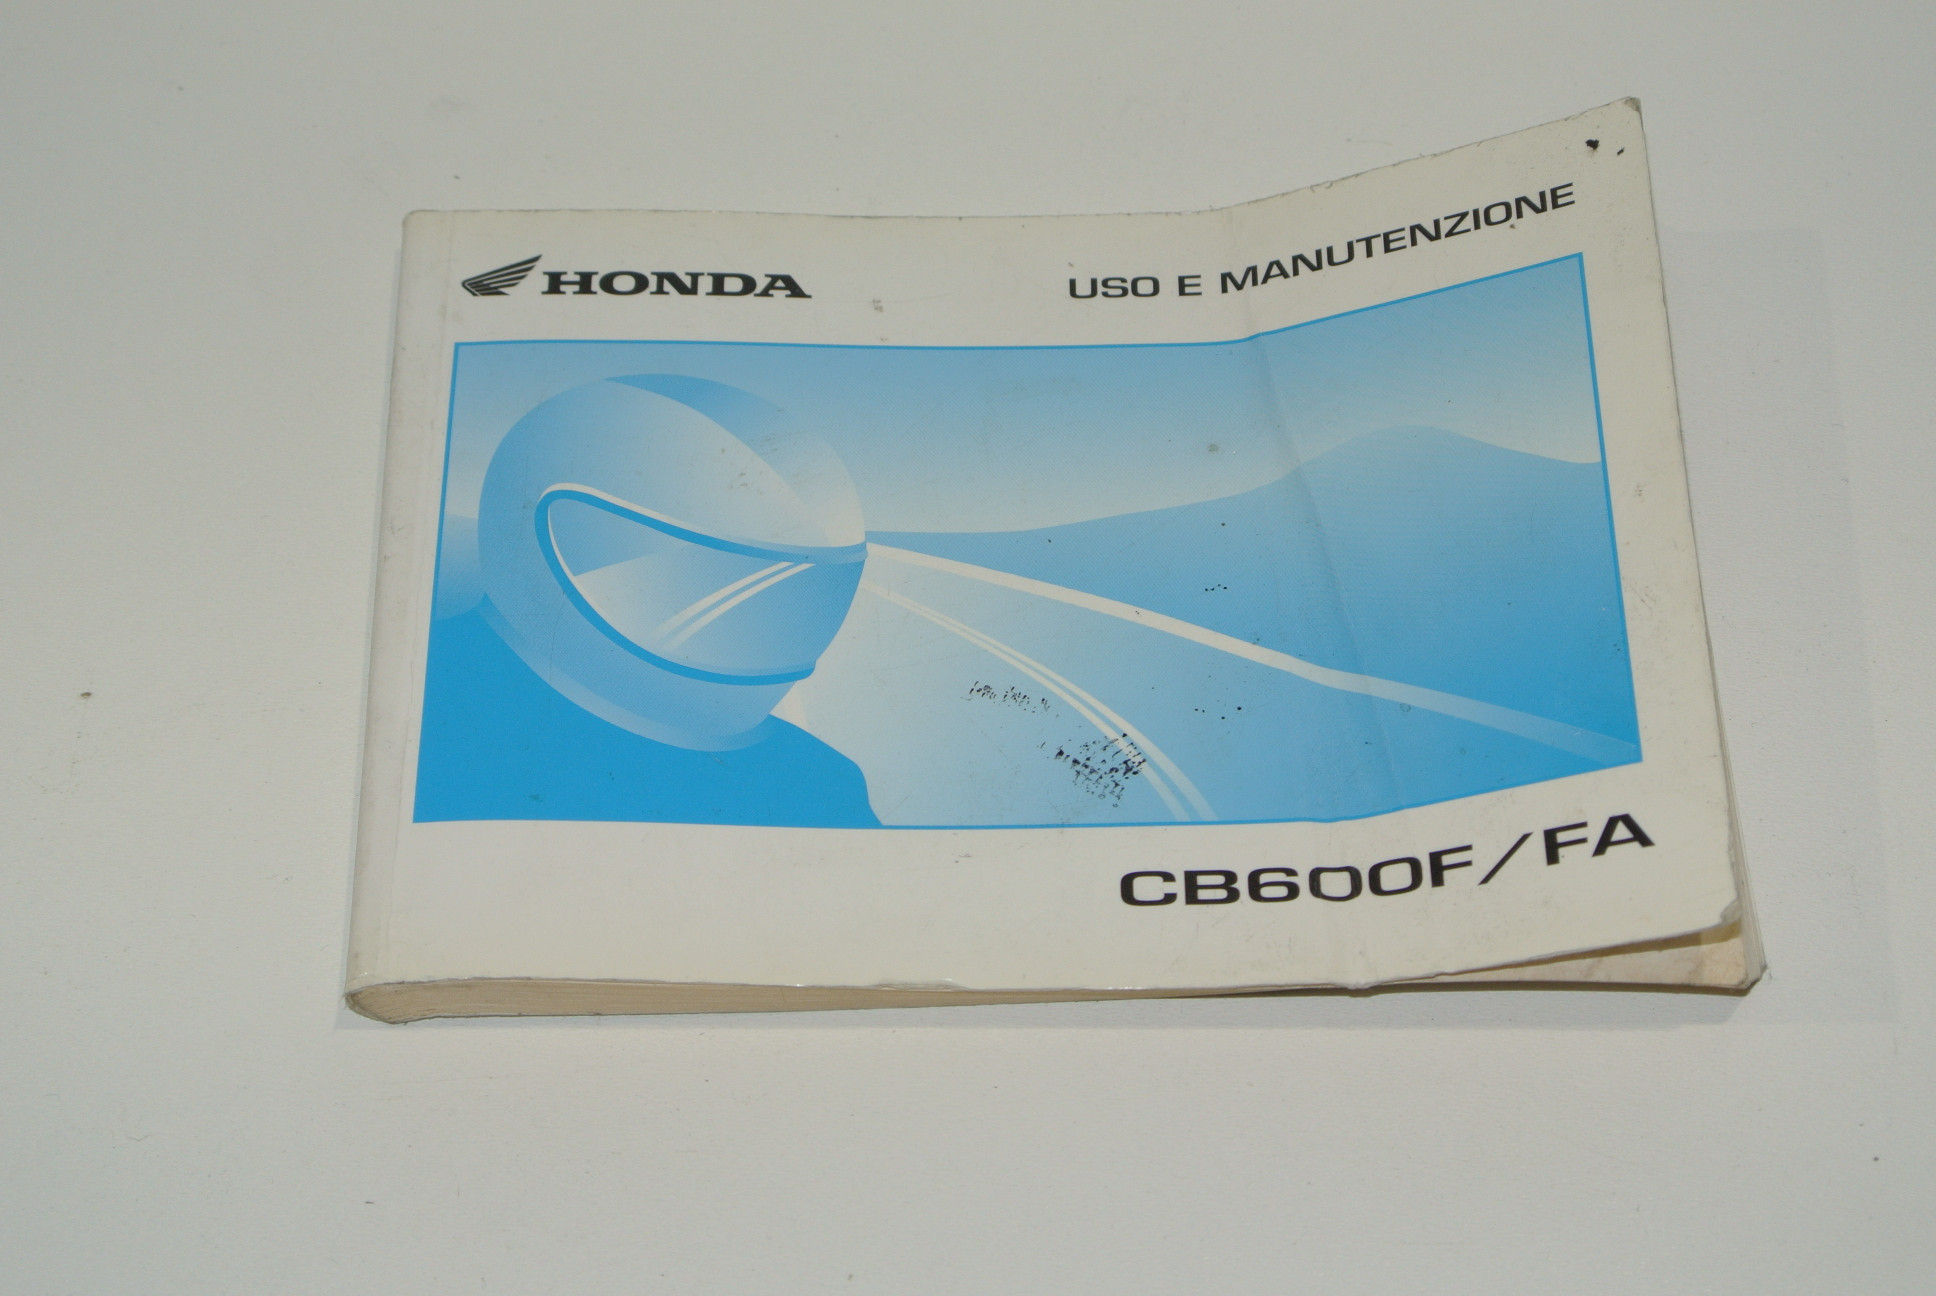 HONDA
USO E MANUTENZIONE
CB600F/FA